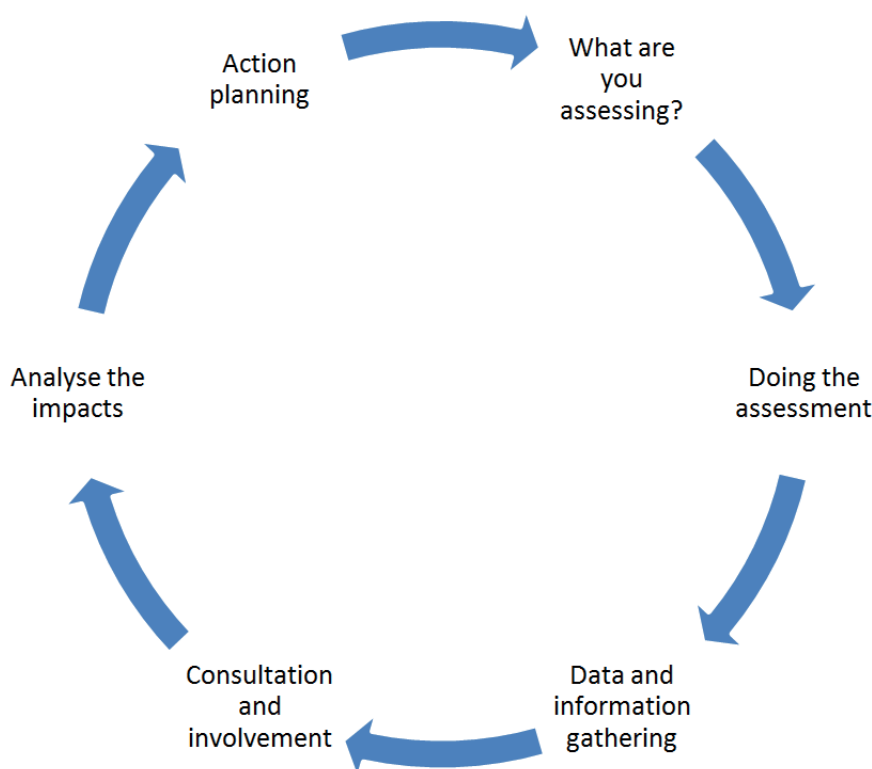 Action
planning
What are
you
assessing?
Doing the
assessment
Data and
information
gathering
Consultation
and
involvement
Analyse the
impacts